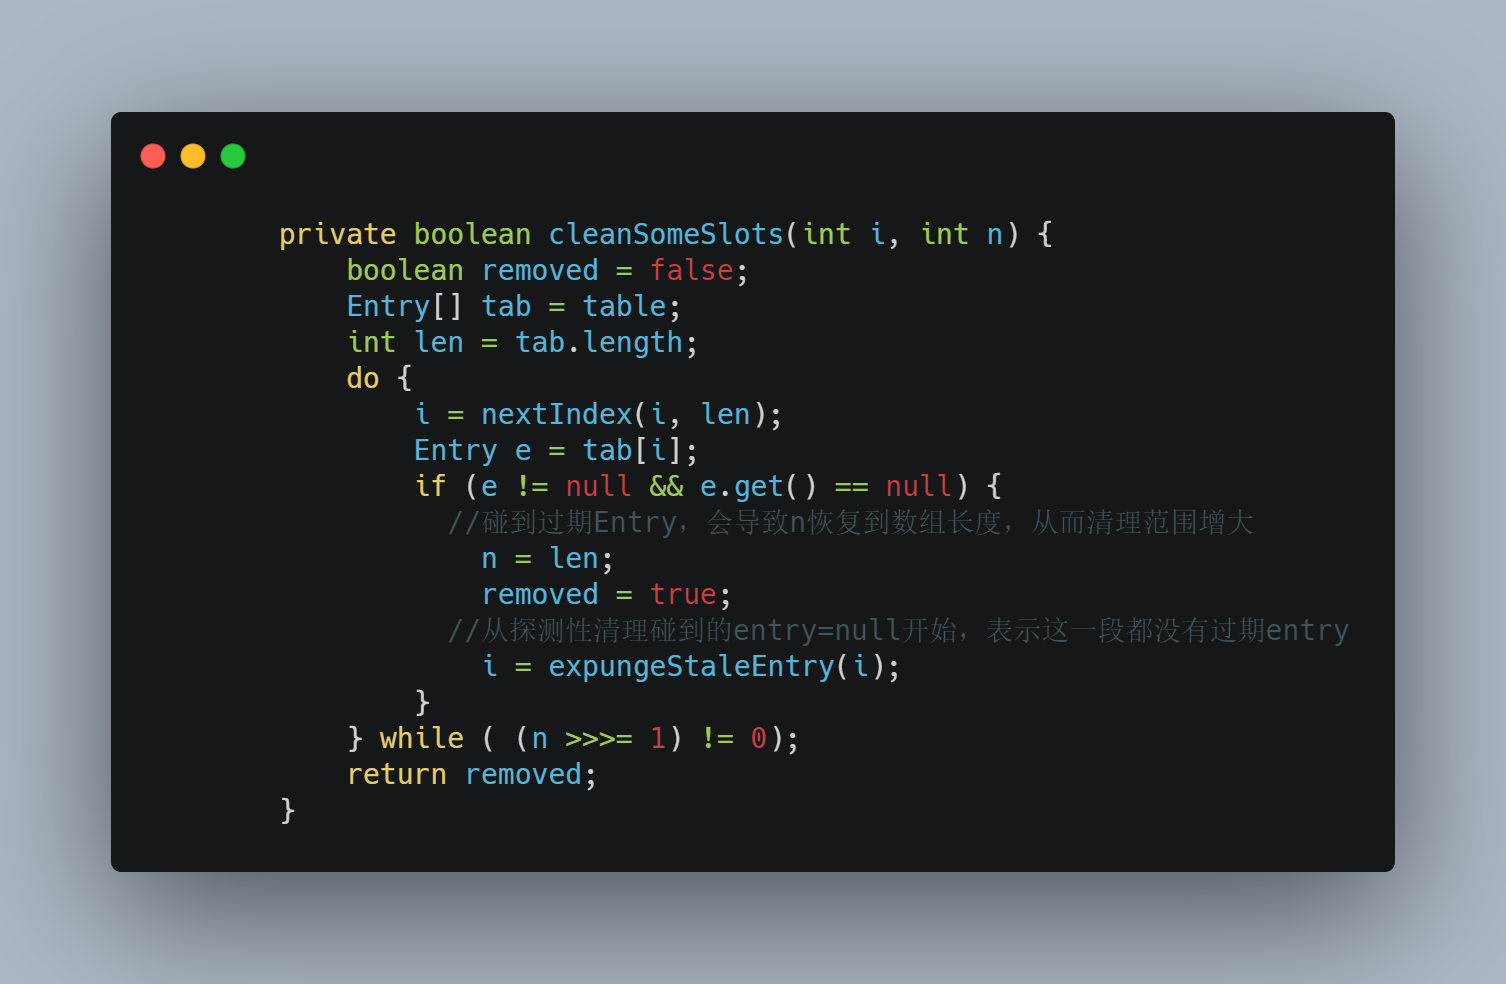 private boolean cleanSomeSlots(int i, int n) {
    boolean removed = false;
    Entry[] tab = table;
    int len = tab.length;
    do {
        i = nextIndex(i, len);
        Entry e = tab[i];
        if (e != null && e.get() == null) {
          //碰到过期Entry，会导致n恢复到数组长度，从而清理范围增大
            n = len;
            removed = true;
          //从探测性清理碰到的entry=null开始，表示这一段都没有过期entry
            i = expungeStaleEntry(i);
        }
    } while ( (n >>>= 1) != 0);
    return removed;
}